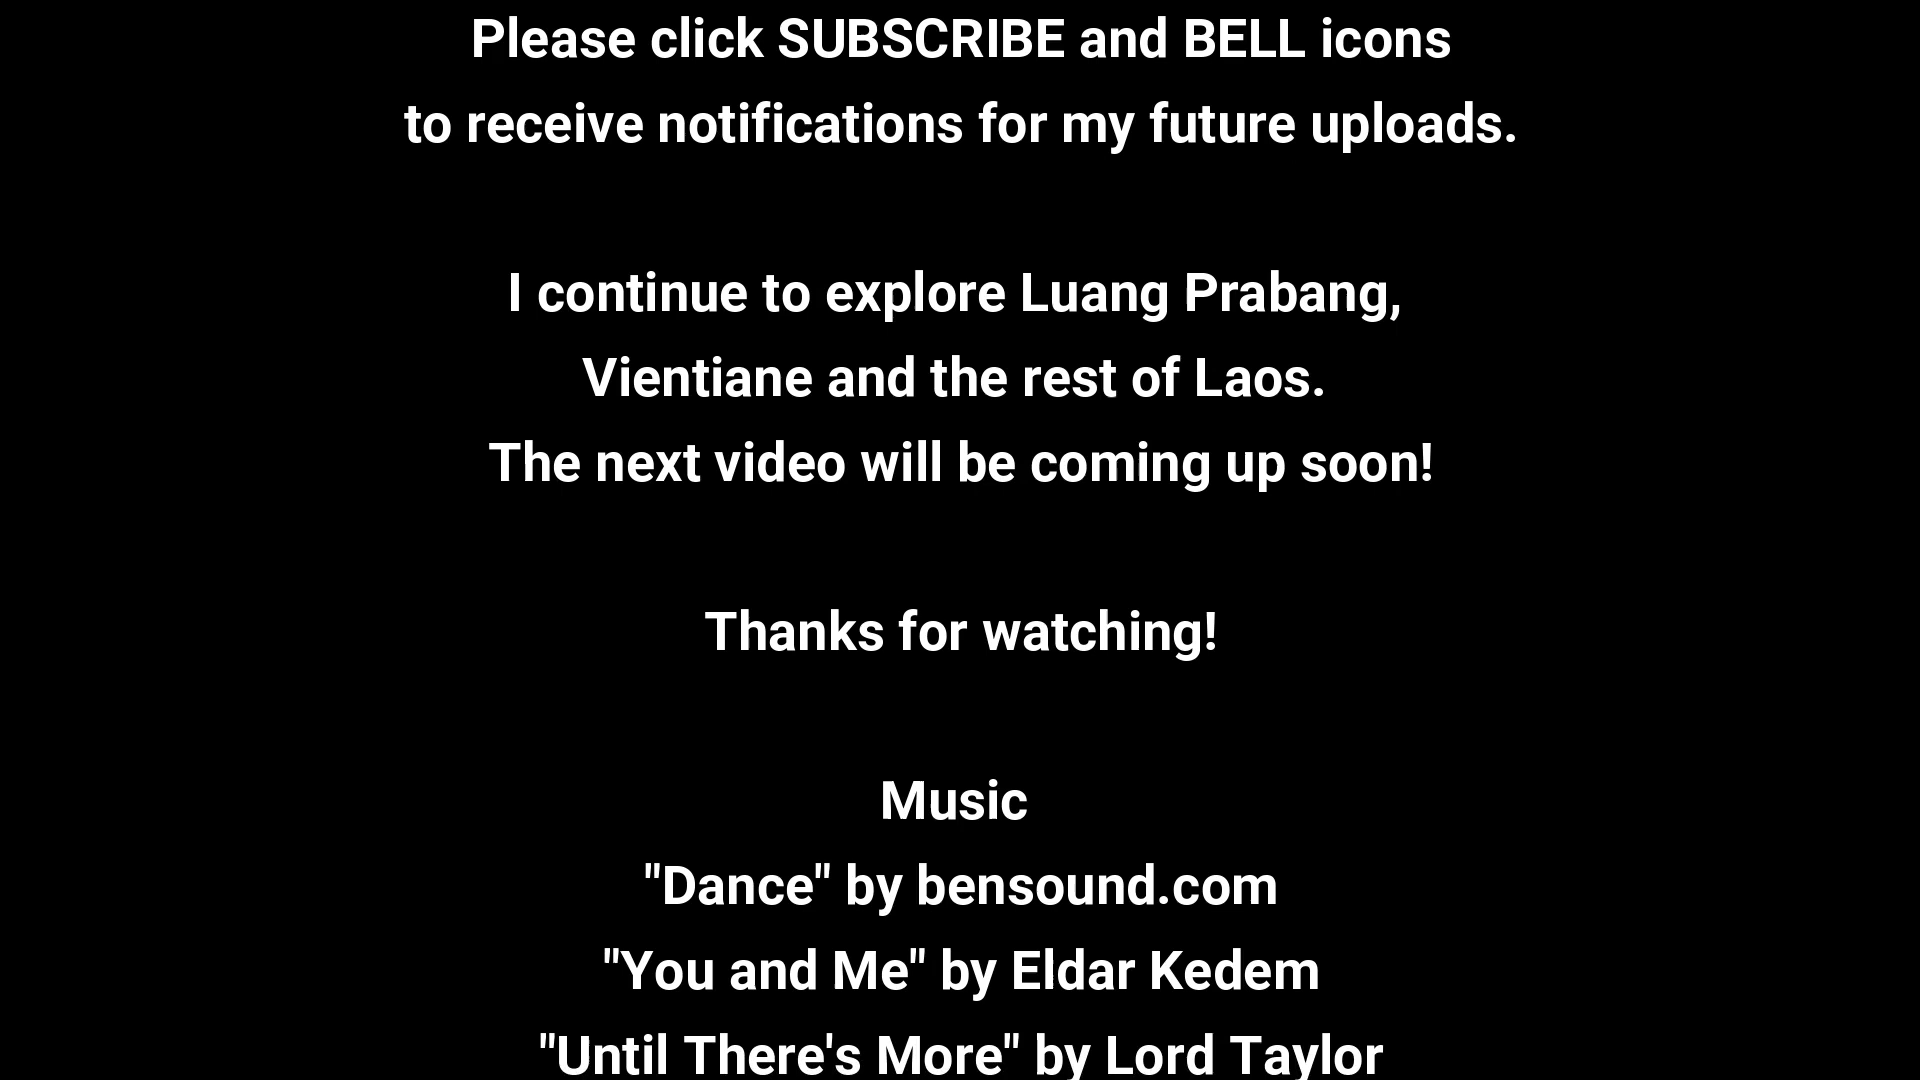 Please click SUBSCRIBE and BELL icons
to receive notifications for my future uploads.
I continue to explore Luang Prabang,
Vientiane and the rest of Laos.
The next video will be coming up soon!
Thanks for watching!
Music
"Dance" by bensound.com
"You and Me" by Eldar Kedem
"Until There's More" by Lord Taylor